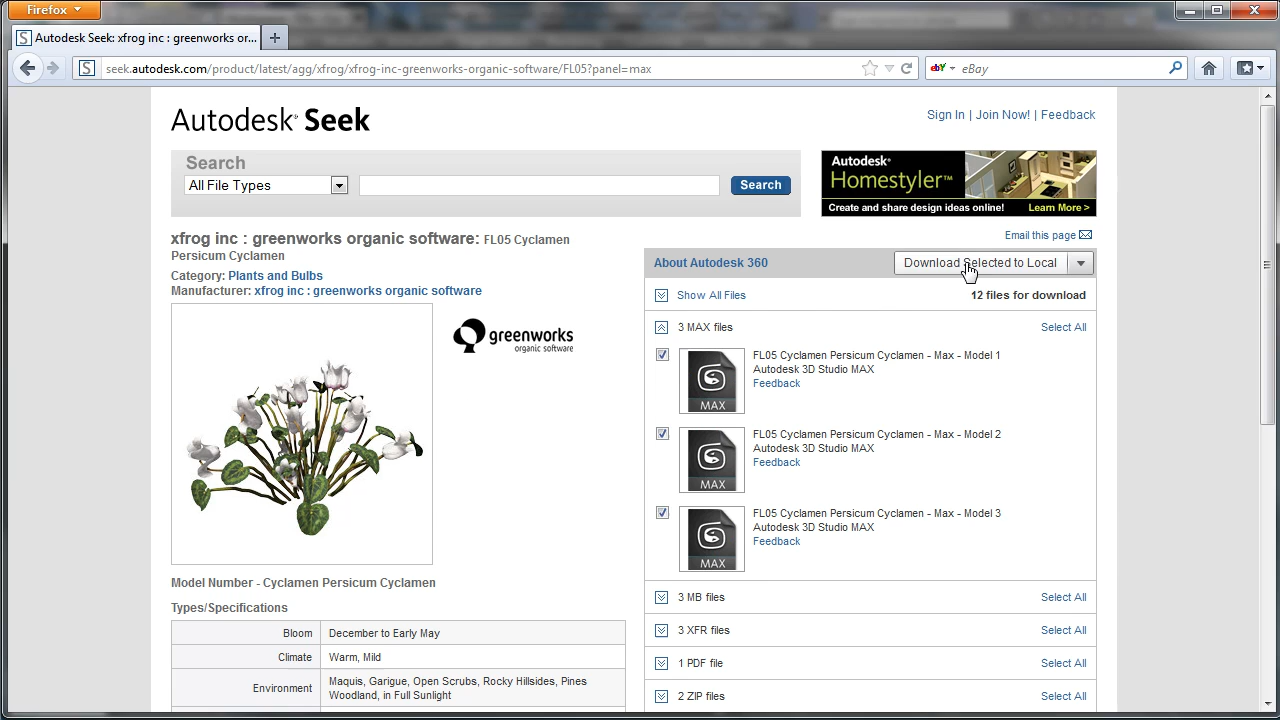 Firefox
Autodesk Seek: xfrog inc : greenworks or...
seek.autodesk.com/product/latest/agg/xfrog/xfrog-inc-greenworks-organic-software/FL05?panel=max
eBay
eBay
Autodesk® Seek
Sign In | Join Now! | Feedback
Search
All File Types
Search
Autodesk®
Homestyler™
Create and share design ideas online! Learn More >
xfrog inc : greenworks organic software: FL05 Cyclamen
Persicum Cyclamen
Email this page
Category: Plants and Bulbs
Manufacturer: xfrog inc : greenworks organic software
greenworks
organic software
Model Number - Cyclamen Persicum Cyclamen
Types/Specifications
Bloom December to Early May
Climate Warm, Mild
Environment Maquis, Garigue, Open Scrubs, Rocky Hillsides, Pines
Woodland, in Full Sunlight
About Autodesk 360 Download Selected to Local
Show All Files 12 files for download
3 MAX files Select All
FL05 Cyclamen Persicum Cyclamen - Max - Model 1
Autodesk 3D Studio MAX
Feedback
MAX
FL05 Cyclamen Persicum Cyclamen - Max - Model 2
Autodesk 3D Studio MAX
Feedback
MAX
FL05 Cyclamen Persicum Cyclamen - Max - Model 3
Autodesk 3D Studio MAX
Feedback
MAX
3 MB files Select All
3 XFR files Select All
1 PDF file Select All
2 ZIP files Select All